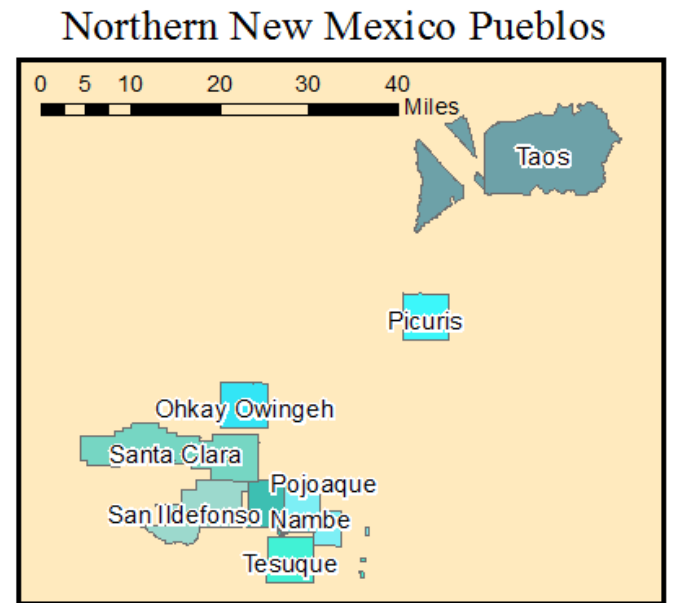 Northern New Mexico Pueblos
0 5 10 20 30 40
Miles
Taos
Picuris
Ohkay Owingeh
Santa Clara
Pojoaque
San Ildefonso Nambe
Tesuque